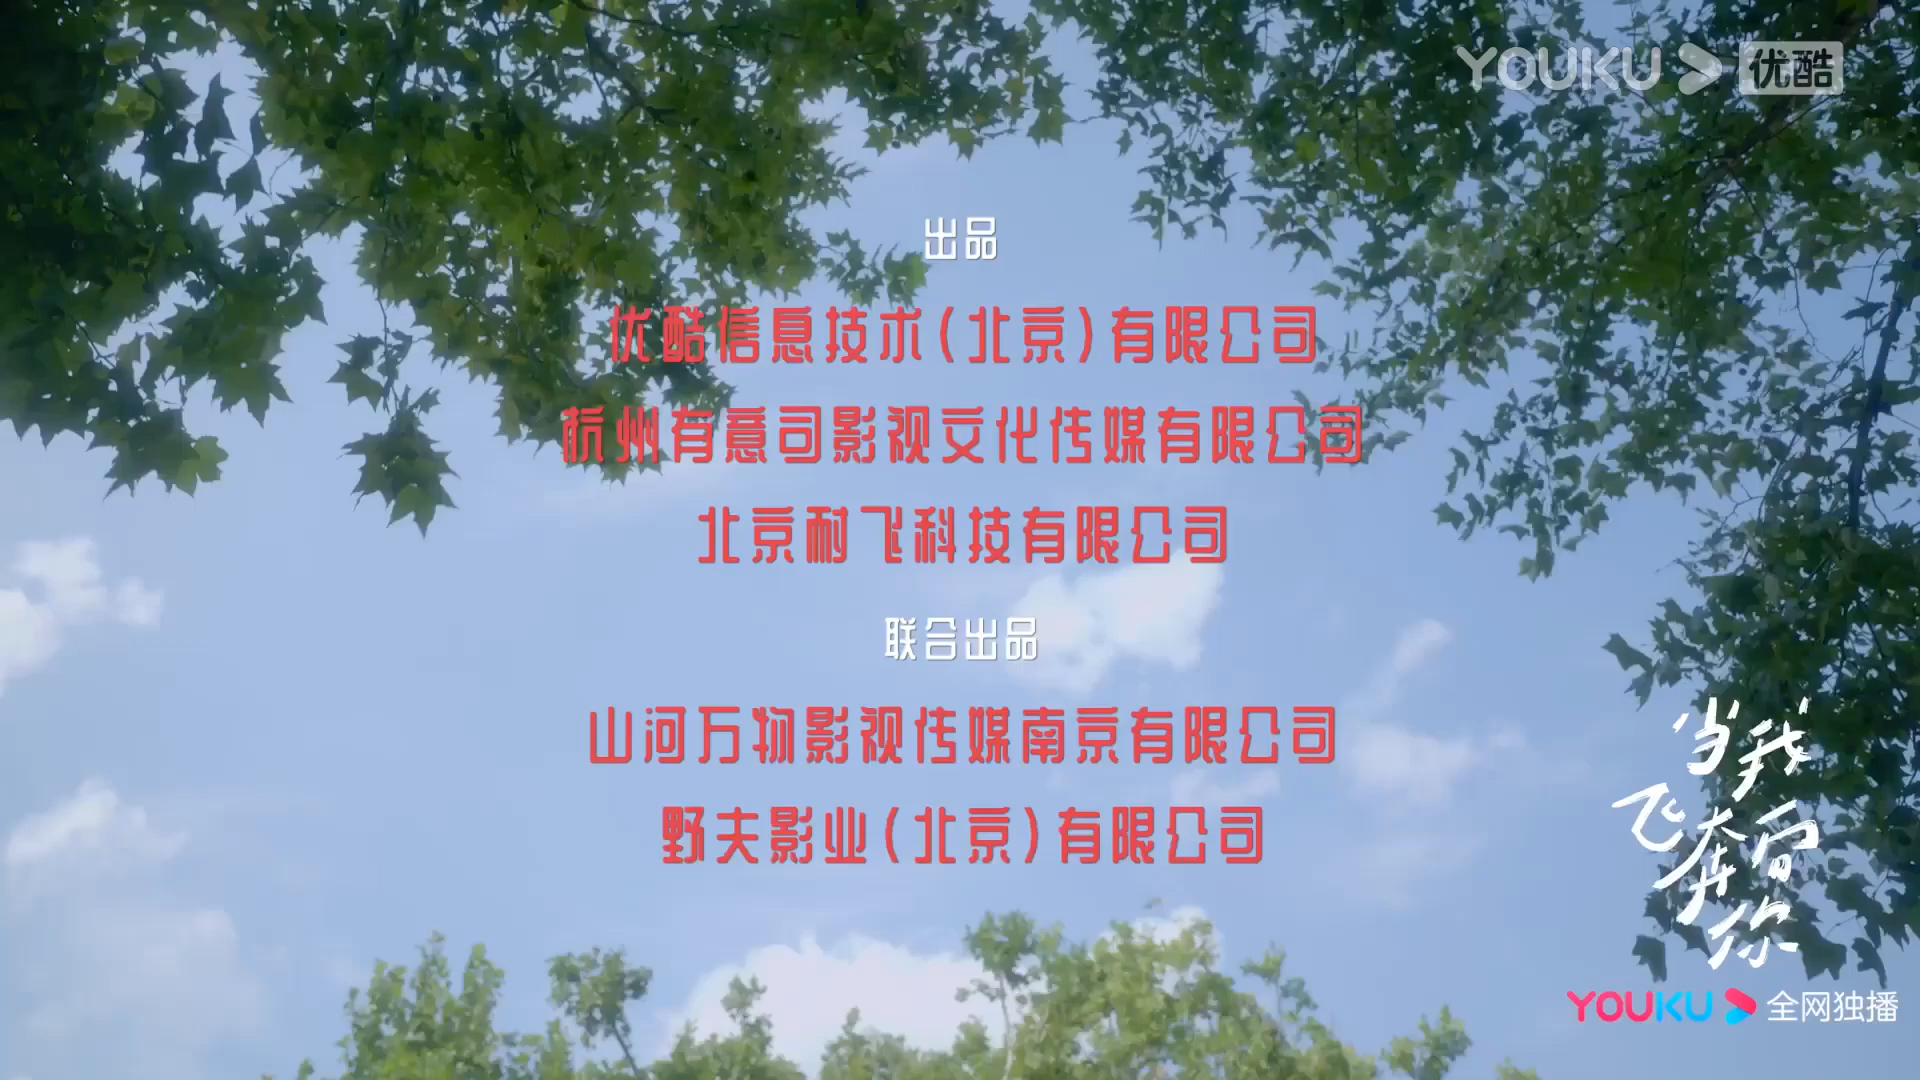 YOUKU 优酷
出品
优酷信息技术(北京)有限公司
杭州有意司影视文化传媒有限公司
北京耐飞科技有限公司
联合出品
山河万物影视传媒南京有限公司
野夫影业(北京)有限公司
当我
飞奔向
你
YOUKU 全网独播